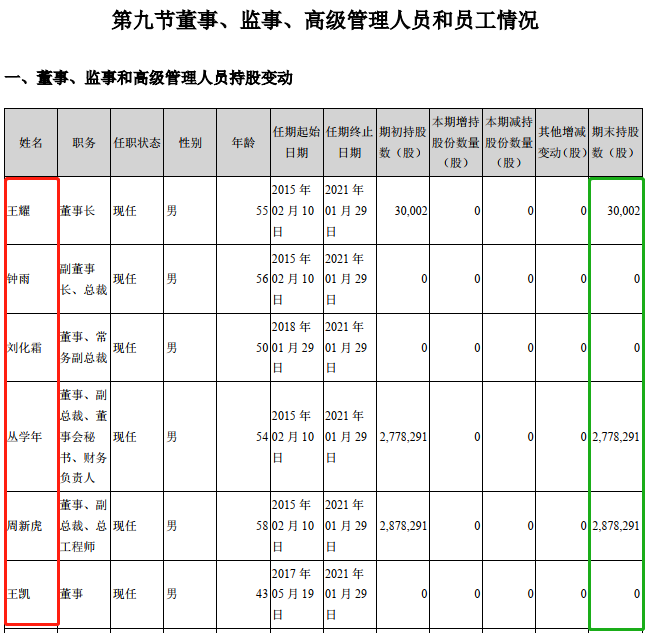 第九节董事、监事、高级管理人员和员工情况
一、董事、监事和高级管理人员持股变动
姓名 职务 任职状态 性别 年龄 任期起始日期 任期终止日期 期初持股数（股） 本期增持股份数量（股） 本期减持股份数量（股） 其他增减变动（股） 期末持股数（股）
王耀 董事长 现任 男 55 2015 年 02 月 10 日 2021 年 01 月 29 日 30,002 0 0 0 30,002
钟雨 副董事长、总裁 现任 男 56 2015 年 02 月 10 日 2021 年 01 月 29 日 0 0 0 0 0
刘化霜 董事、常务副总裁 现任 男 50 2018 年 01 月 29 日 2021 年 01 月 29 日 0 0 0 0 0
丛学年 董事、副总裁、董事会秘书、财务负责人 现任 男 54 2015 年 02 月 10 日 2021 年 01 月 29 日 2,778,291 0 0 0 2,778,291
周新虎 董事、副总裁、总工程师 现任 男 58 2015 年 02 月 10 日 2021 年 01 月 29 日 2,878,291 0 0 0 2,878,291
王凯 董事 现任 男 43 2017 年 05 月 19 日 2021 年 01 月 29 日 0 0 0 0 0